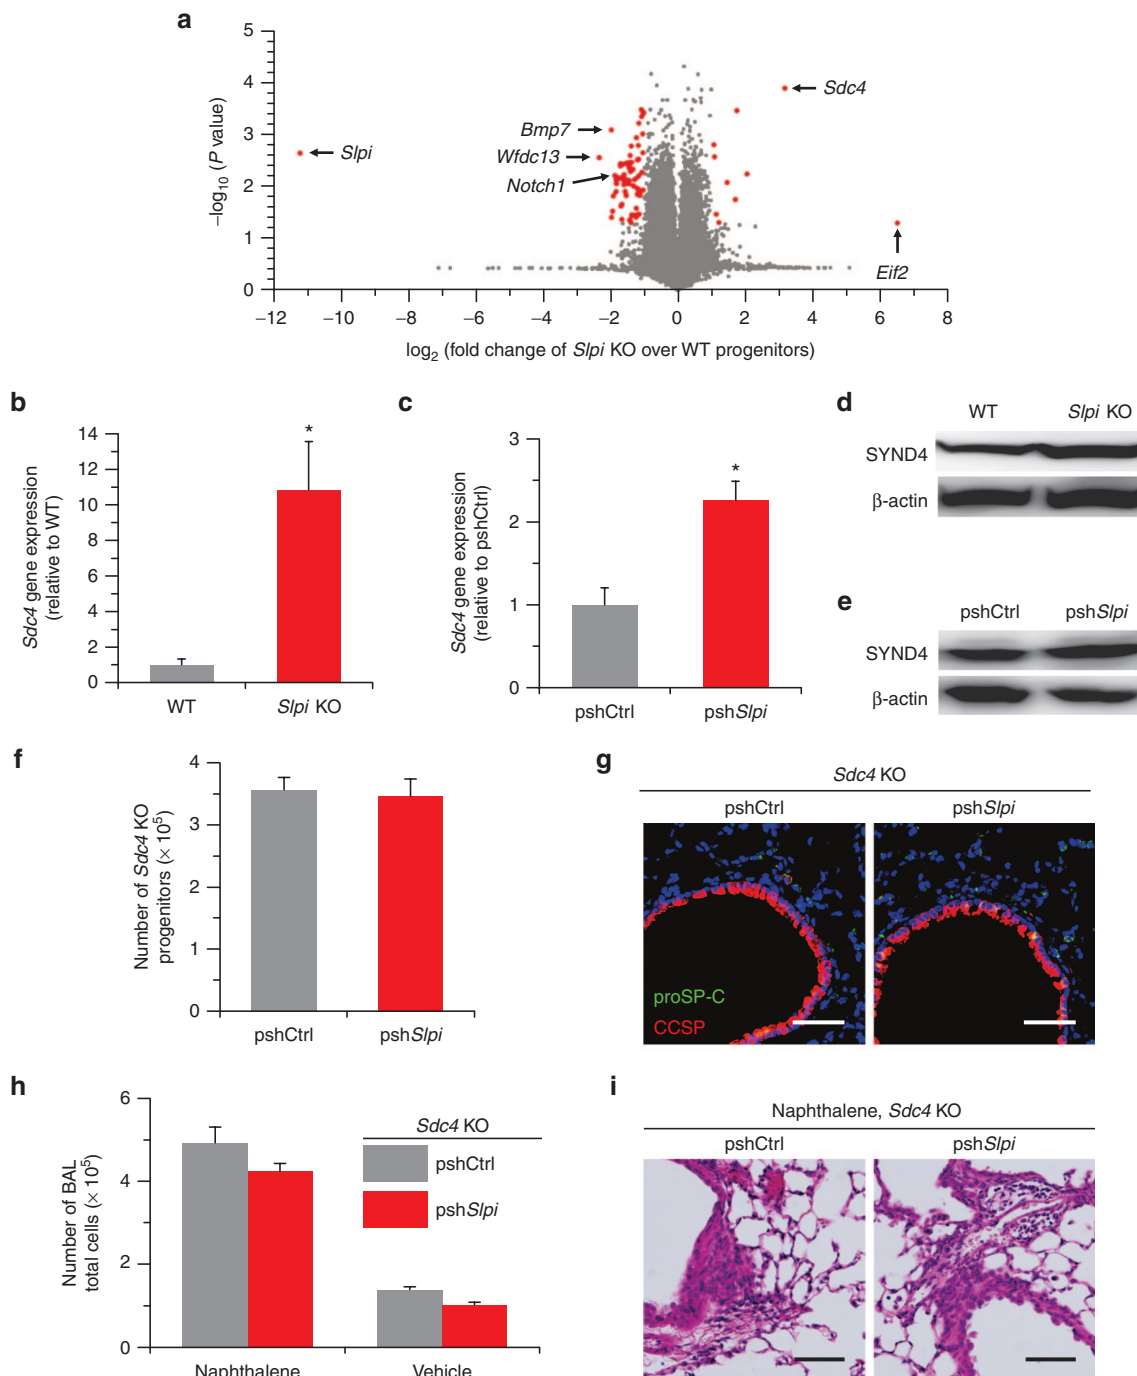 a
5
4
3
2
1
0
–log10 (P value)
Slpi
Bmp7
Wfdc13
Notch1
Sdc4
Eif2
–12 –10 –8 –6 –4 –2 0 2 4 6 8
log2 (fold change of Slpi KO over WT progenitors)
b
14
12
10
8
6
4
2
0
Sdc4 gene expression
(relative to WT)
*
WT Slpi KO
c
3
2
1
0
Sdc4 gene expression
(relative to pshCtrl)
*
pshCtrl pshSlpi
d
WT Slpi KO
SYND4
β-actin
e
pshCtrl pshSlpi
SYND4
β-actin
f
4
3
2
1
0
Number of Sdc4 KO
progenitors (× 10⁵)
pshCtrl pshSlpi
g
Sdc4 KO
pshCtrl pshSlpi
proSP-C
CCSP
h
6
4
2
0
Number of BAL
total cells (× 10⁵)
Sdc4 KO
pshCtrl
pshSlpi
Naphthalene Vehicle
i
Naphthalene, Sdc4 KO
pshCtrl pshSlpi